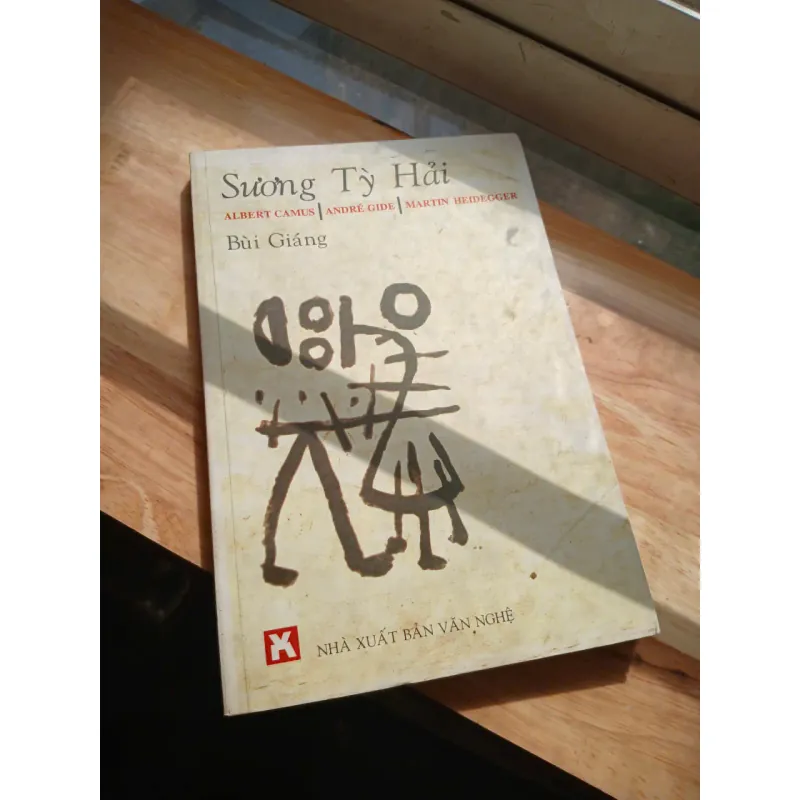 Sương Tỳ Hải
ALBERT CAMUS | ANDRÉ GIDE | MARTIN HEIDEGGER
Bùi Giáng
NHÀ XUẤT BẢN VĂN NGHỆ